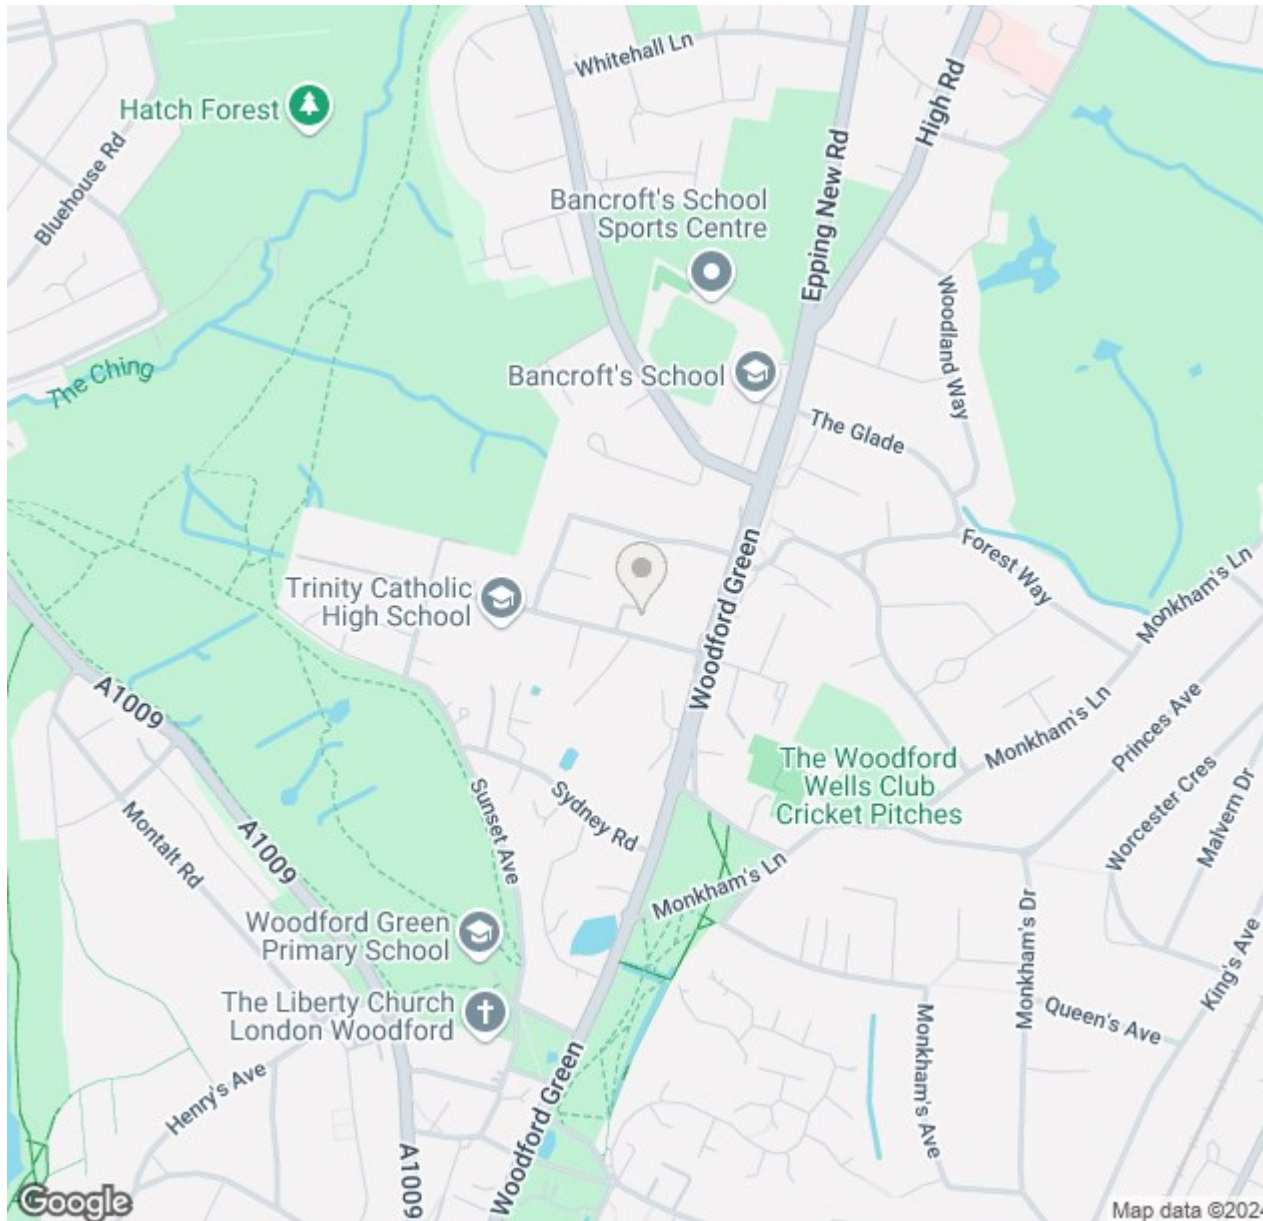 Whitehall Ln
High Rd
Hatch Forest
Bluehouse Rd
Epping New Rd
Bancroft's School
Sports Centre
Woodland Way
The Ching
Bancroft's School
The Glade
Forest Way
Monkham's Ln
Trinity Catholic
High School
Woodford Green
A1009
Monkham's Ln
Princes Ave
The Woodford
Wells Club
Cricket Pitches
Worcester Cres
Malvern Dr
Sunset Ave
Sydney Rd
Montalt Rd
A1009
Monkham's Ln
Woodford Green
Primary School
Monkham's Dr
King's Ave
The Liberty Church
London Woodford
Queen's Ave
Monkham's Ave
Henry's Ave
Woodford Green
A1009
Google
Map data ©2024